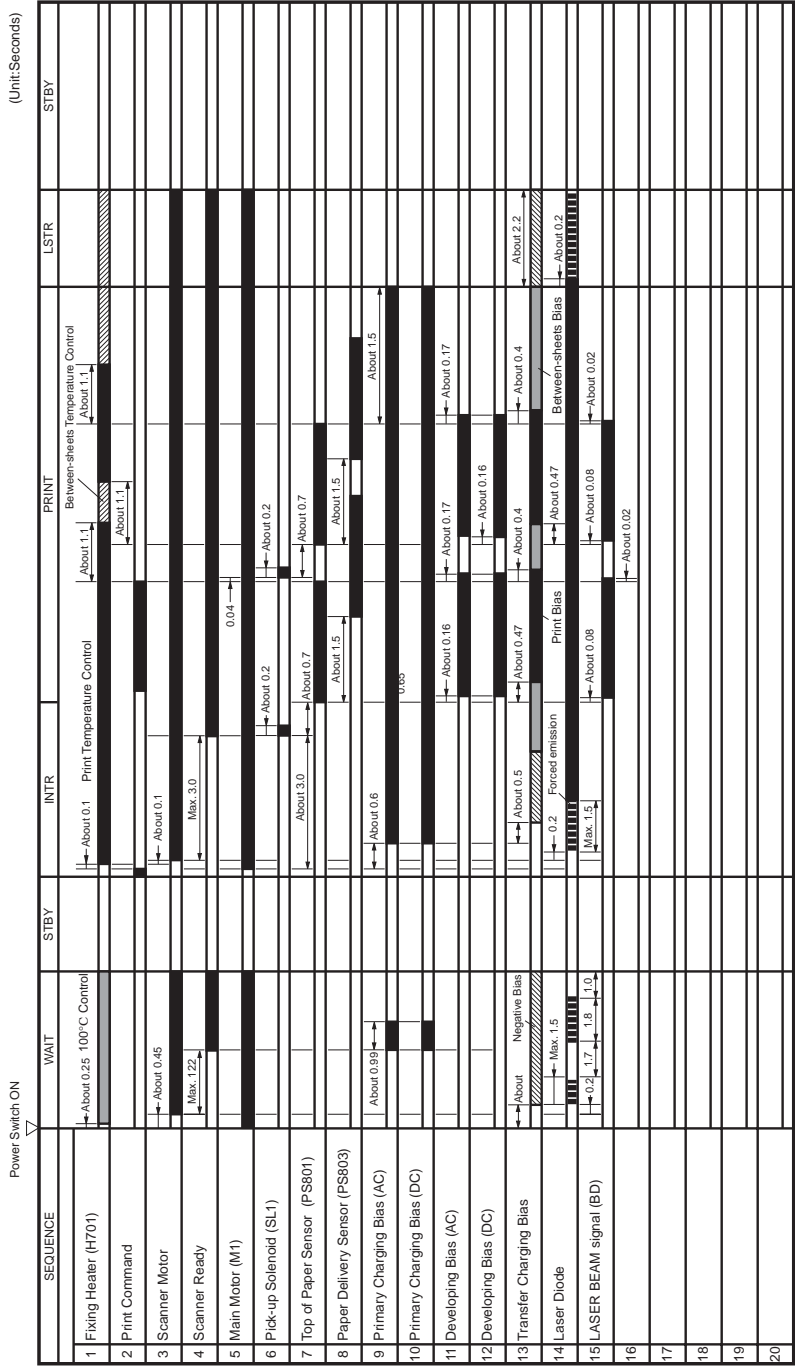 (Unit:Seconds)
Power Switch ON
SEQUENCE WAIT STBY INTR PRINT LSTR STBY
1 Fixing Heater (H701) About 0.25 100°C Control About 0.1 Print Temperature Control About 1.1 Between-sheets Temperature Control About 1.1
2 Print Command About 1.1
3 Scanner Motor About 0.45 About 0.1
4 Scanner Ready Max. 122 Max. 3.0
5 Main Motor (M1) 0.04
6 Pick-up Solenoid (SL1) About 0.2 About 0.2
7 Top of Paper Sensor (PS801) About 3.0 About 0.7 About 0.7
8 Paper Delivery Sensor (PS803) About 1.5 About 1.5
9 Primary Charging Bias (AC) About 0.99 About 0.6 0.65 About 1.5
10 Primary Charging Bias (DC)
11 Developing Bias (AC) About 0.16 About 0.17 About 0.17
12 Developing Bias (DC) About 0.16
13 Transfer Charging Bias About Negative Bias About 0.5 About 0.47 About 0.4 About 0.4 About 2.2
14 Laser Diode Max. 1.5 0.2 Forced emission Print Bias About 0.47 Between-sheets Bias About 0.2
15 LASER BEAM signal (BD) 0.2 1.7 1.8 1.0 Max. 1.5 About 0.08 About 0.08 About 0.02
16 About 0.02
17
18
19
20